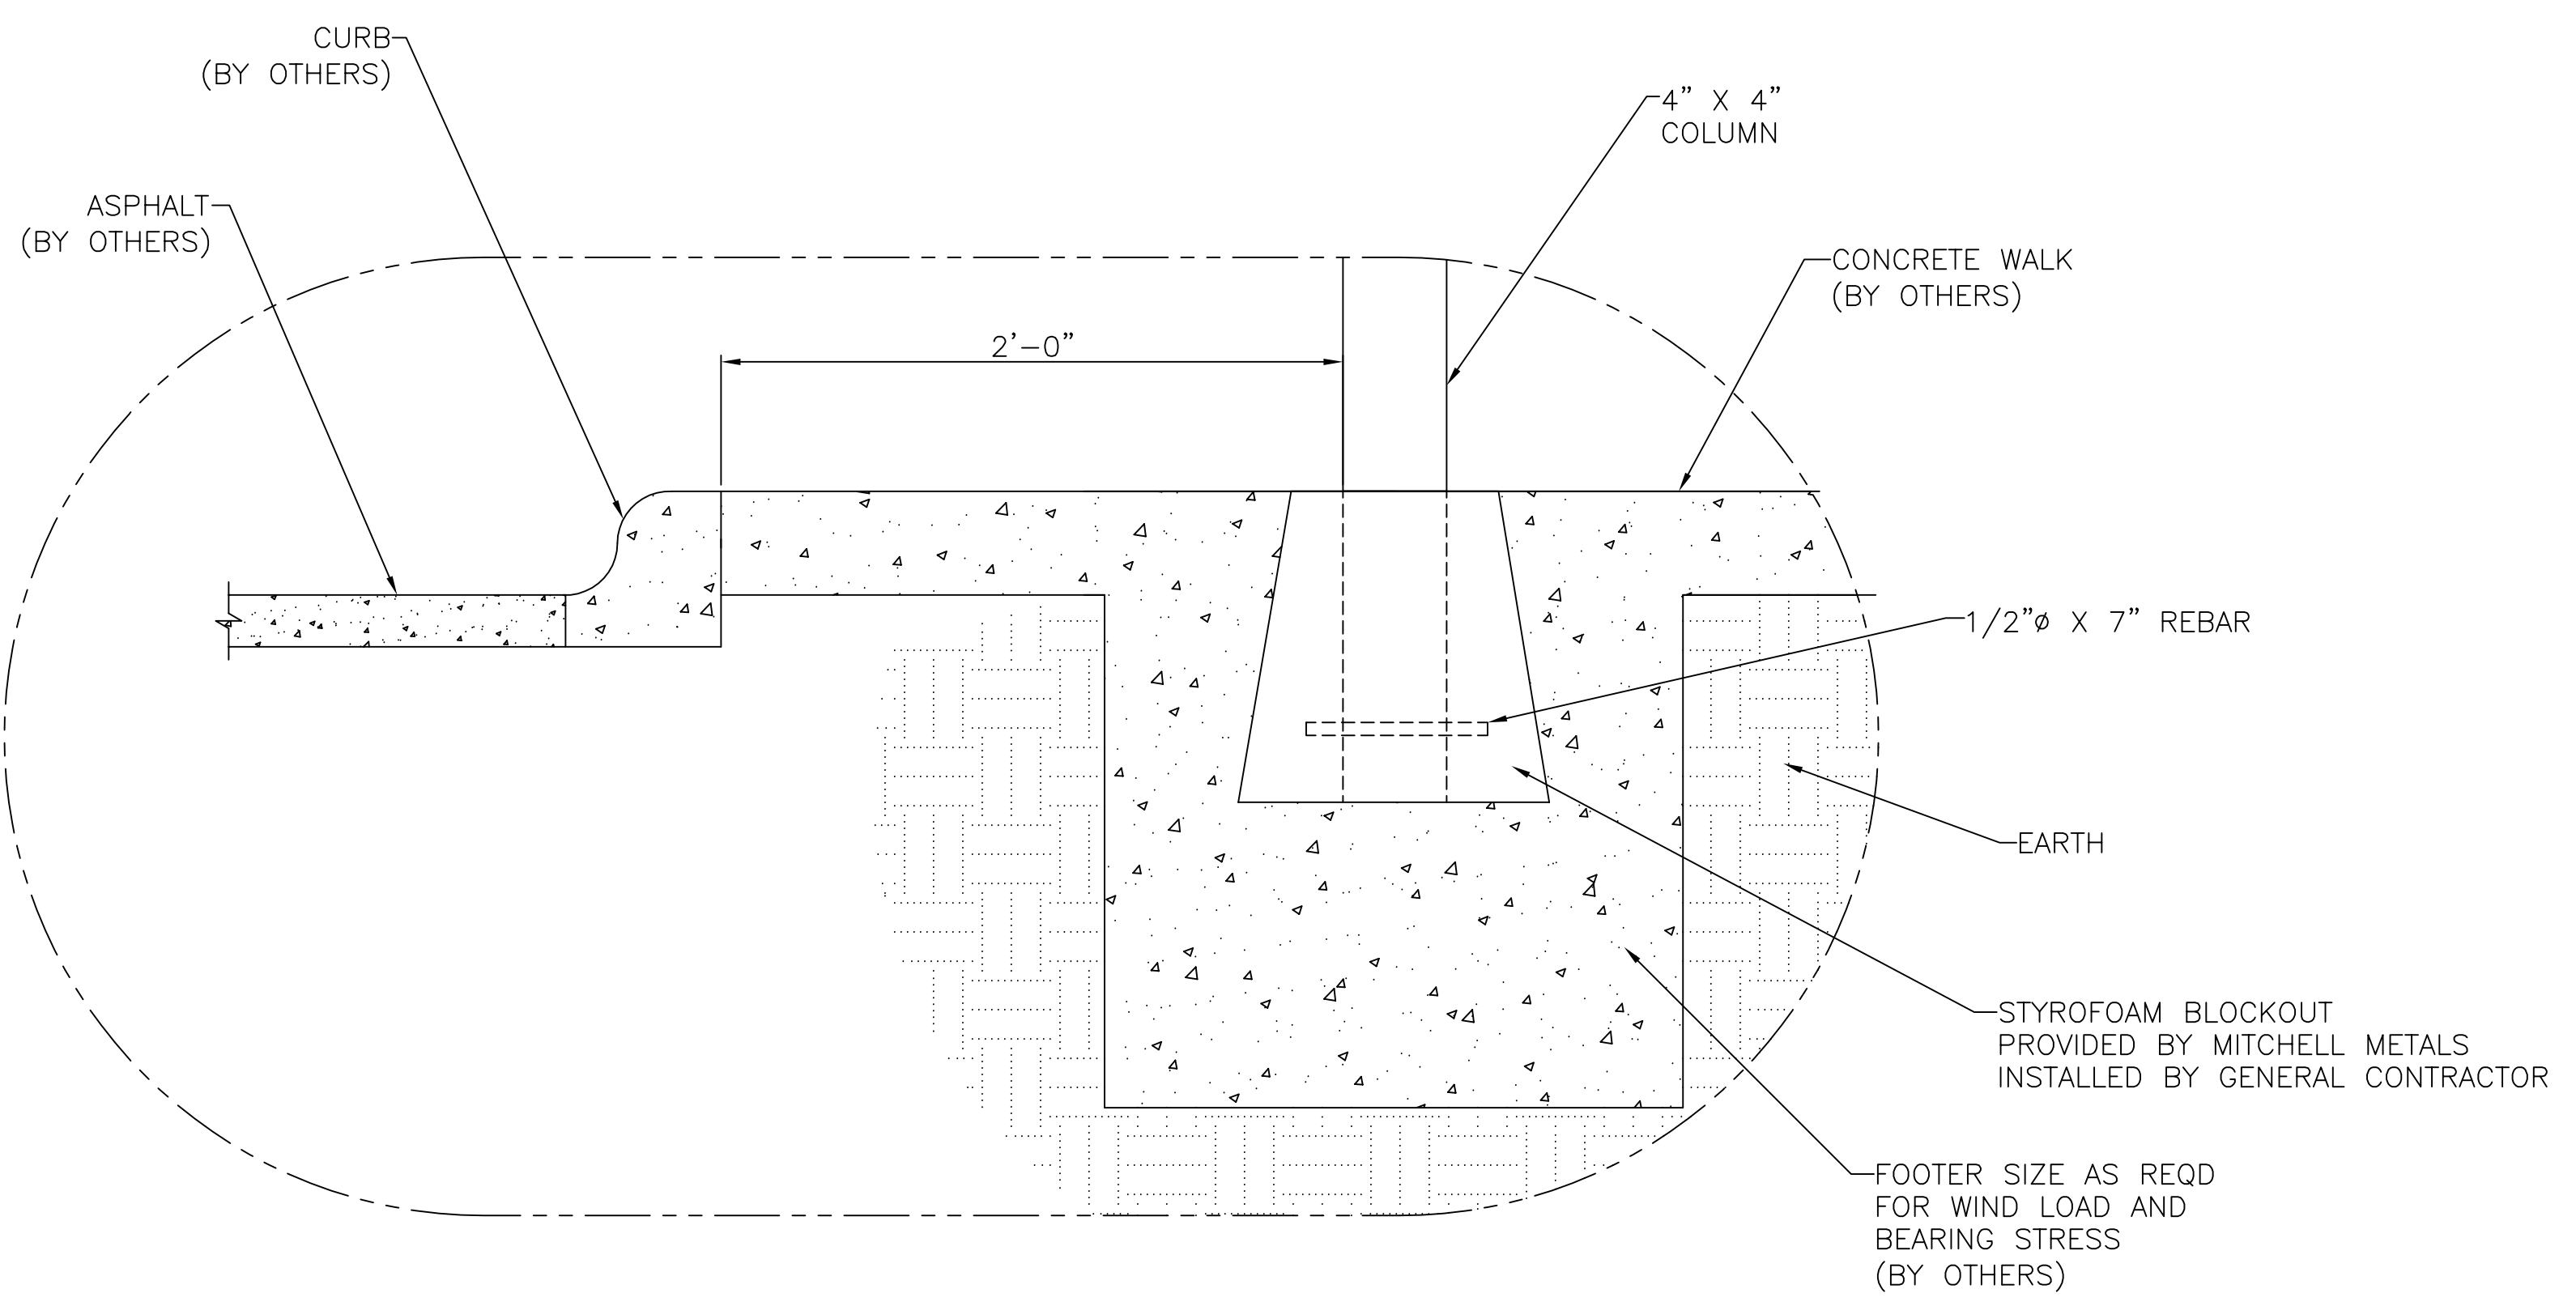 CURB
(BY OTHERS)
4" X 4"
COLUMN
ASPHALT
(BY OTHERS)
CONCRETE WALK
(BY OTHERS)
2'-0"
1/2"ø X 7" REBAR
EARTH
STYROFOAM BLOCKOUT
PROVIDED BY MITCHELL METALS
INSTALLED BY GENERAL CONTRACTOR
FOOTER SIZE AS REQD
FOR WIND LOAD AND
BEARING STRESS
(BY OTHERS)